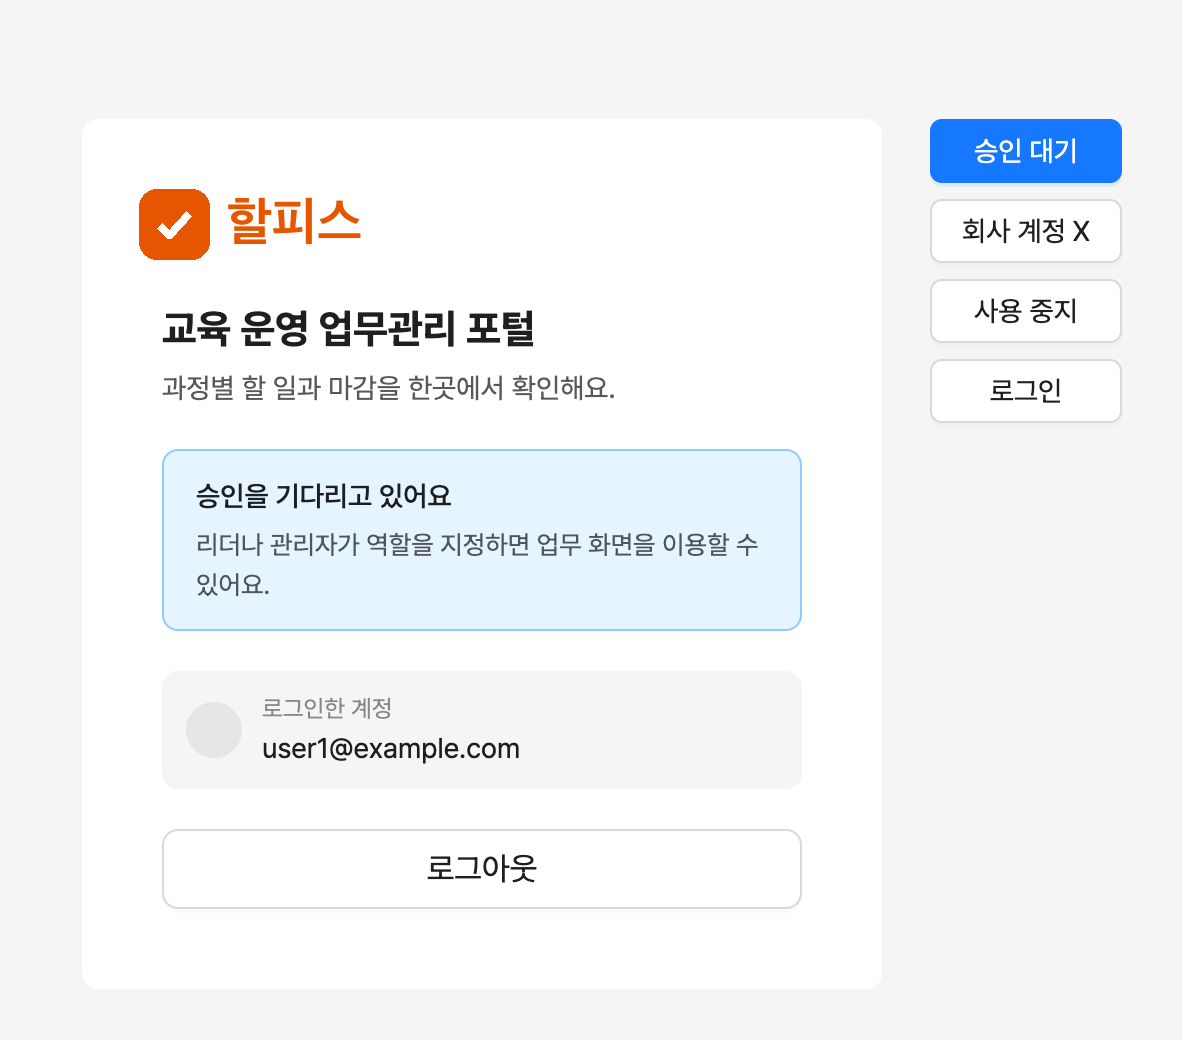 할피스
교육 운영 업무관리 포털
과정별 할 일과 마감을 한곳에서 확인해요.
승인을 기다리고 있어요
리더나 관리자가 역할을 지정하면 업무 화면을 이용할 수
있어요.
로그인한 계정
user1@example.com
로그아웃
승인 대기
회사 계정 X
사용 중지
로그인